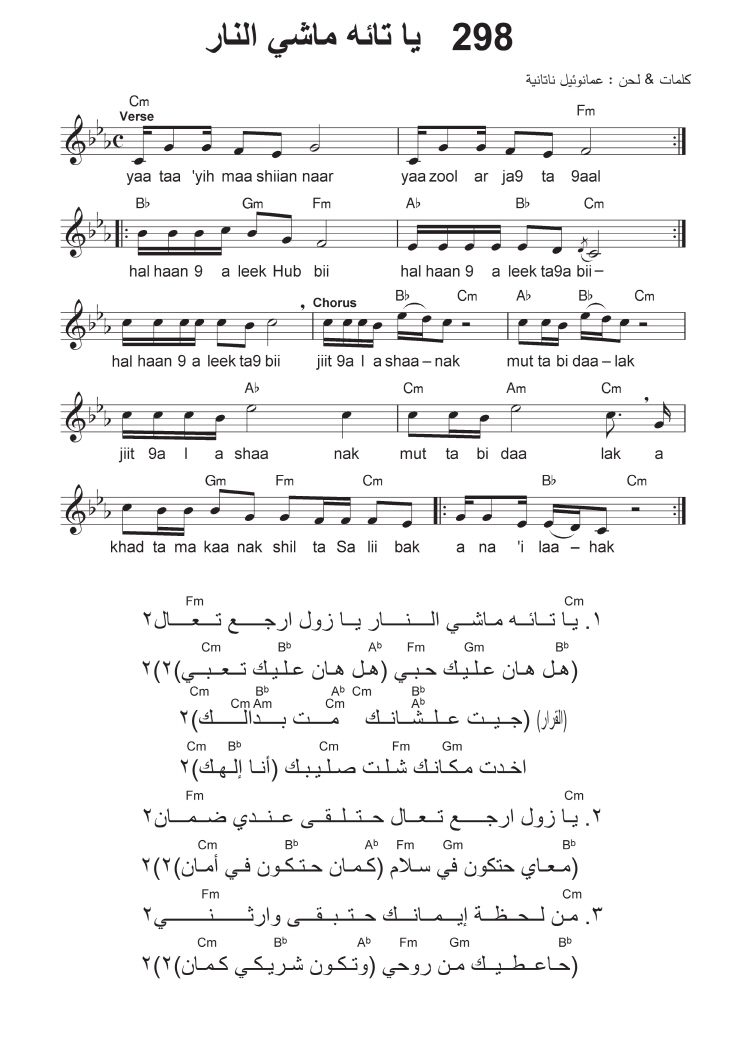 298 يا تائه ماشي النار
كلمات & لحن : عمانوئيل ناتانية
Cm Fm
Verse
yaa taa 'yih maa shiian naar yaa zool ar ja9 ta 9aal
B♭ Gm Fm A♭ B♭ Cm
hal haan 9 a leek Hub bii hal haan 9 a leek ta9a bii –
Chorus B♭ Cm A♭ B♭ Cm
hal haan 9 a leek ta9 bii jiit 9a l a shaa – nak mut ta bi daa – lak
A♭ Cm Am Cm
jiit 9a l a shaa nak mut ta bi daa lak a
Gm Fm Cm B♭ Cm
khad ta ma kaa nak shil ta Sa lii bak a na 'i laa – hak
Fm Cm
١. يا تائه ماشي النار يا زول ارجع تعال٢
Cm B♭ A♭ Fm Gm B♭
(هل هان عليك حبي (هل هان عليك تعبي)٢)٢
Cm B♭ A♭ Cm B♭
Cm Am Cm A♭
(القرار) (جيت علشانك مت بدالك)٢
Cm B♭ Cm Fm Gm
اخدت مكانك شلت صليبك (أنا إلهك)٢
Fm Cm
٢. يا زول ارجع تعال حتلقى عندي ضمان٢
Cm B♭ A♭ Fm Gm B♭
(معاي حتكون في سلام (كمان حتكون في أمان)٢)٢
Fm Cm
٣. من لحظة إيمانك حتبقى وارثني٢
Cm B♭ A♭ Fm Gm B♭
(حاعطيك من روحي (وتكون شريكي كمان)٢)٢